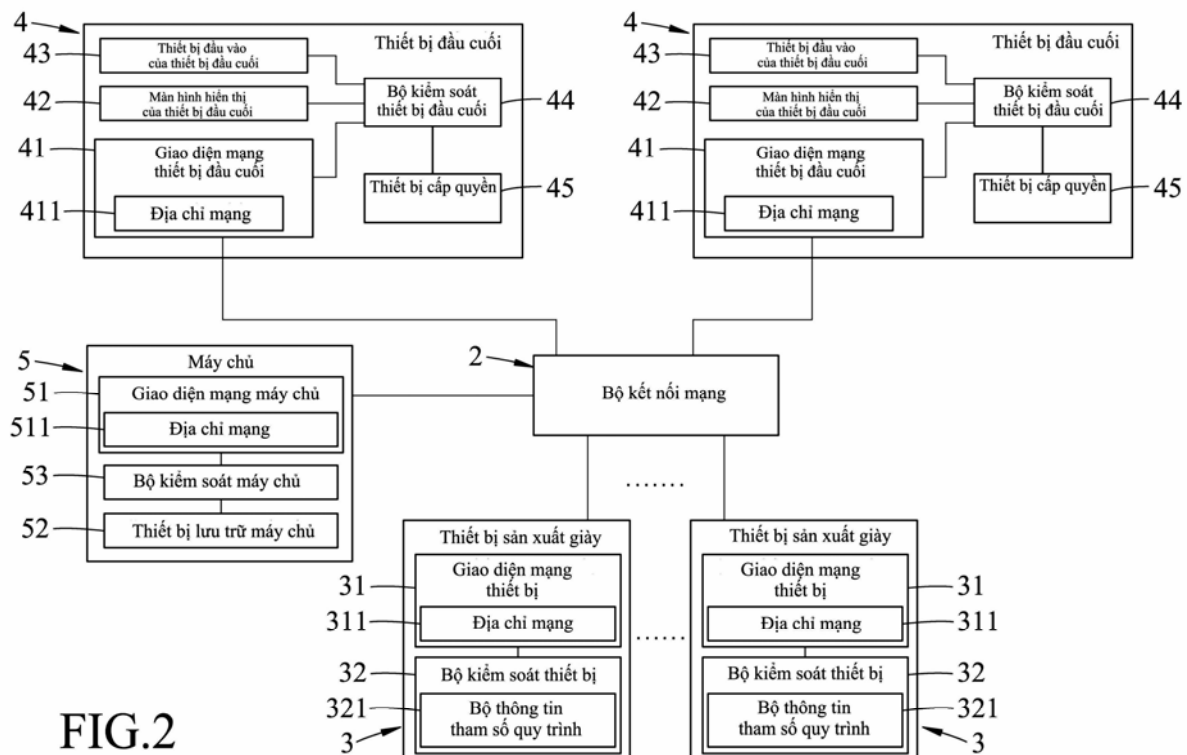 4
Thiết bị đầu cuối
43
Thiết bị đầu vào
của thiết bị đầu cuối
42
Màn hình hiển thị
của thiết bị đầu cuối
Bộ kiểm soát
thiết bị đầu cuối
44
41
Giao diện mạng
thiết bị đầu cuối
411
Địa chỉ mạng
Thiết bị cấp quyền
45
4
Thiết bị đầu cuối
43
Thiết bị đầu vào
của thiết bị đầu cuối
42
Màn hình hiển thị
của thiết bị đầu cuối
Bộ kiểm soát
thiết bị đầu cuối
44
41
Giao diện mạng
thiết bị đầu cuối
411
Địa chỉ mạng
Thiết bị cấp quyền
45
5
Máy chủ
51
Giao diện mạng máy chủ
511
Địa chỉ mạng
53
Bộ kiểm soát máy chủ
52
Thiết bị lưu trữ máy chủ
2
Bộ kết nối mạng
.......
Thiết bị sản xuất giày
31
Giao diện mạng
thiết bị
311
Địa chỉ mạng
32
Bộ kiểm soát thiết bị
321
Bộ thông tin
tham số quy trình
3
......
Thiết bị sản xuất giày
Giao diện mạng
thiết bị
31
Địa chỉ mạng
311
Bộ kiểm soát thiết bị
32
Bộ thông tin
tham số quy trình
321
3
FIG.2